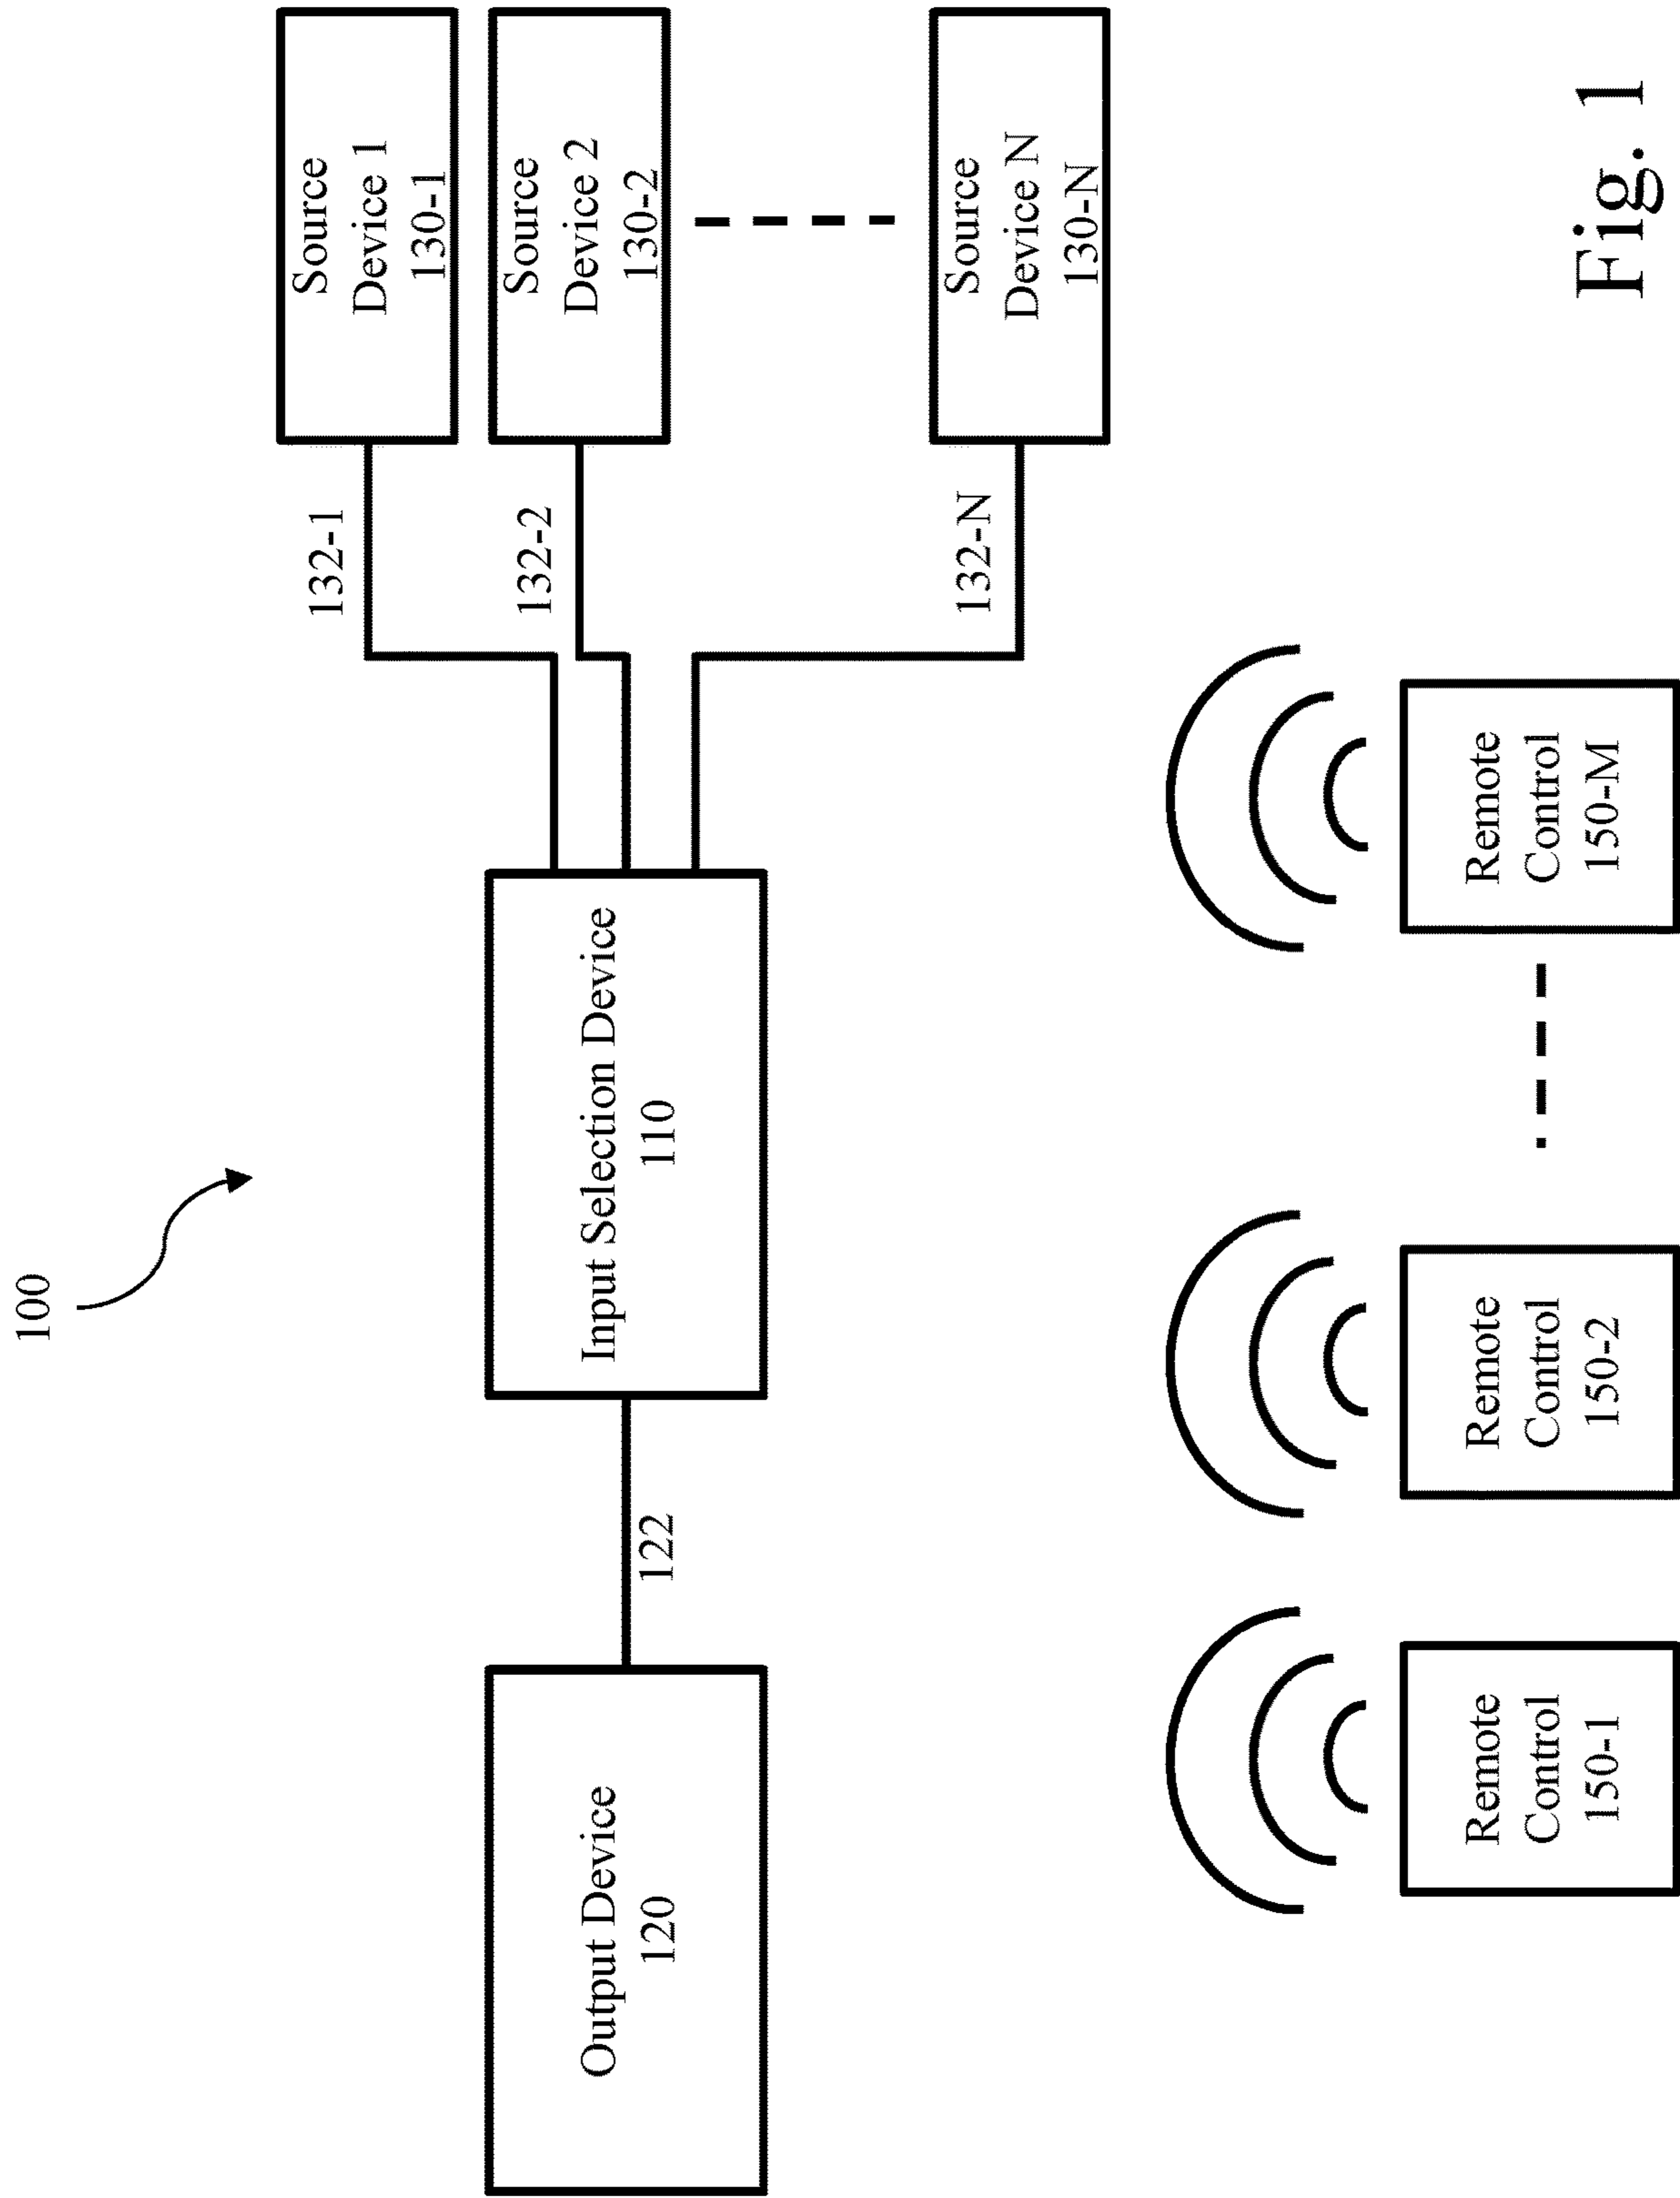 100
Source
Device 1
130-1
132-1
Source
Device 2
130-2
132-2
Output Device
120
122
Input Selection Device
110
132-N
Source
Device N
130-N
Remote
Control
150-1
Remote
Control
150-2
Remote
Control
150-M
Fig. 1